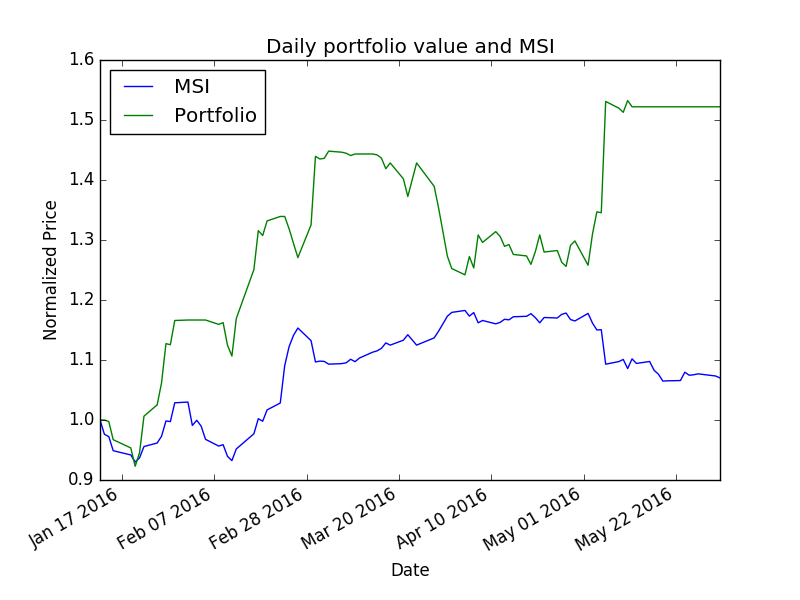 Daily portfolio value and MSI
MSI
Portfolio
1.6
1.5
1.4
1.3
1.2
1.1
1.0
0.9
Normalized Price
Jan 17 2016
Feb 07 2016
Feb 28 2016
Mar 20 2016
Apr 10 2016
May 01 2016
May 22 2016
Date